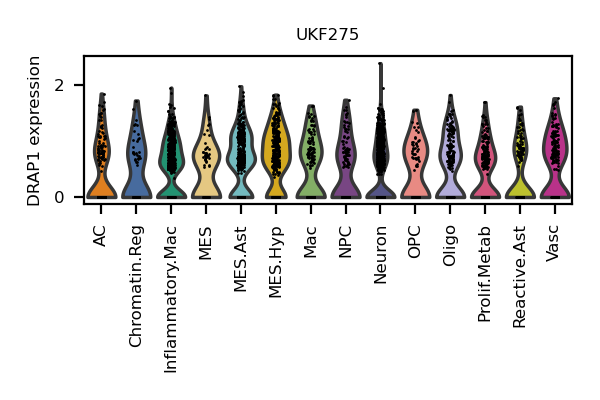 UKF275
DRAP1 expression
2
0
AC
Chromatin.Reg
Inflammatory.Mac
MES
MES.Ast
MES.Hyp
Mac
NPC
Neuron
OPC
Oligo
Prolif.Metab
Reactive.Ast
Vasc